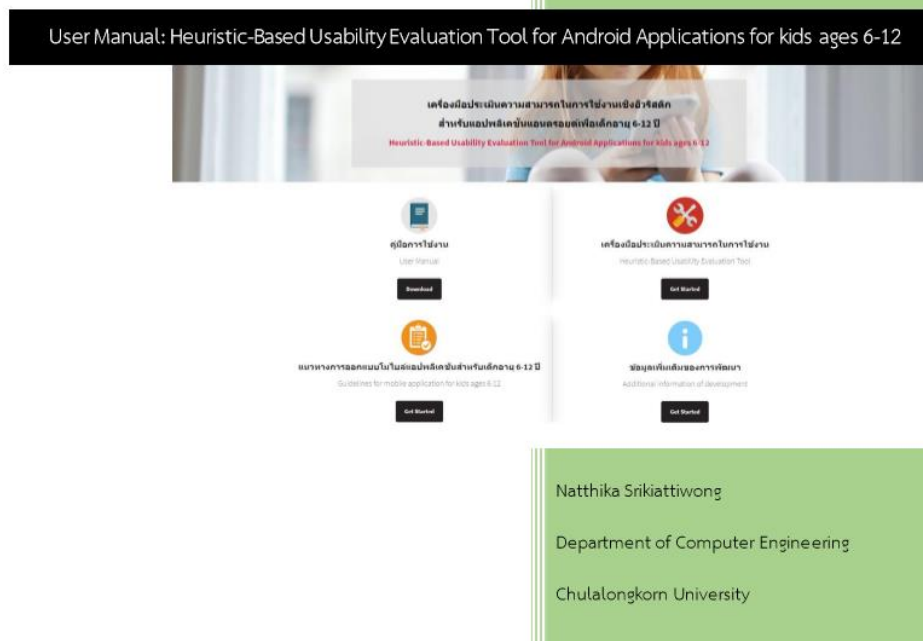 User Manual: Heuristic-Based Usability Evaluation Tool for Android Applications for kids ages 6-12
เครื่องมือประเมินความสามารถในการใช้งานเชิงฮิวริสติก
สำหรับแอปพลิเคชันแอนดรอยด์เพื่อเด็กอายุ 6-12 ปี
Heuristic-Based Usability Evaluation Tool for Android Applications for kids ages 6-12
คู่มือการใช้งาน
User Manual
Download
เครื่องมือประเมินความสามารถในการใช้งาน
Heuristic-Based Usability Evaluation Tool
Get Started
แนวทางการออกแบบโมไบล์แอปพลิเคชันสำหรับเด็กอายุ 6-12 ปี
Guidelines for mobile application for kids ages 6-12
Get Started
ข้อมูลเพิ่มเติมของการพัฒนา
Additional information of development
Get Started
Natthika Srikiattiwong
Department of Computer Engineering
Chulalongkorn University